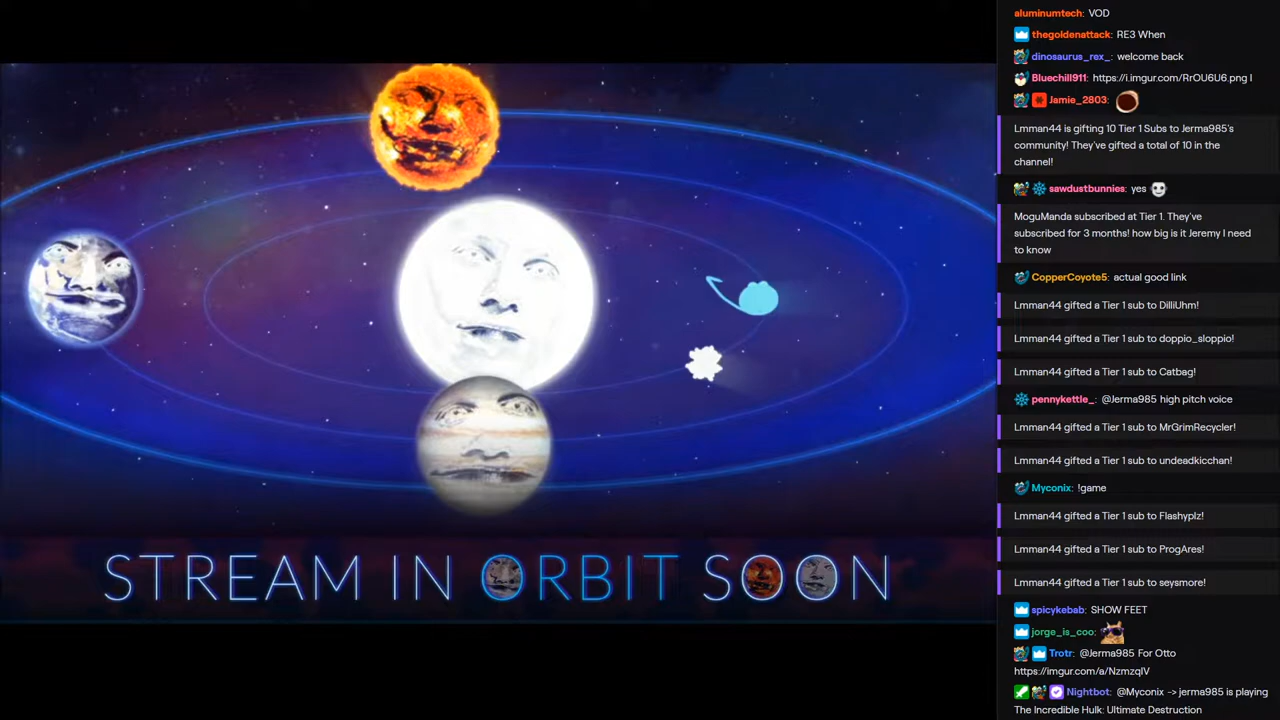 STREAM IN ORBIT SOON
aluminumtech: VOD
thegoldenattack: RE3 When
dinosaurus_rex_: welcome back
Bluechill911: https://i.imgur.com/RrOU6U6.png I
Jamie_2803:
Lmman44 is gifting 10 Tier 1 Subs to Jerma985's
community! They've gifted a total of 10 in the
channel!
sawdustbunnies: yes
MoguManda subscribed at Tier 1. They've
subscribed for 3 months! how big is it Jeremy I need
to know
CopperCoyote5: actual good link
Lmman44 gifted a Tier 1 sub to DilliUhm!
Lmman44 gifted a Tier 1 sub to doppio_sloppio!
Lmman44 gifted a Tier 1 sub to Catbag!
pennykettle_: @Jerma985 high pitch voice
Lmman44 gifted a Tier 1 sub to MrGrimRecycler!
Lmman44 gifted a Tier 1 sub to undeadkicchan!
Myconix: !game
Lmman44 gifted a Tier 1 sub to Flashyplz!
Lmman44 gifted a Tier 1 sub to ProgAres!
Lmman44 gifted a Tier 1 sub to seysmore!
spicykebab: SHOW FEET
jorge_is_coo:
Trotr: @Jerma985 For Otto
https://imgur.com/a/NzmzqIV
Nightbot: @Myconix -> jerma985 is playing
The Incredible Hulk: Ultimate Destruction